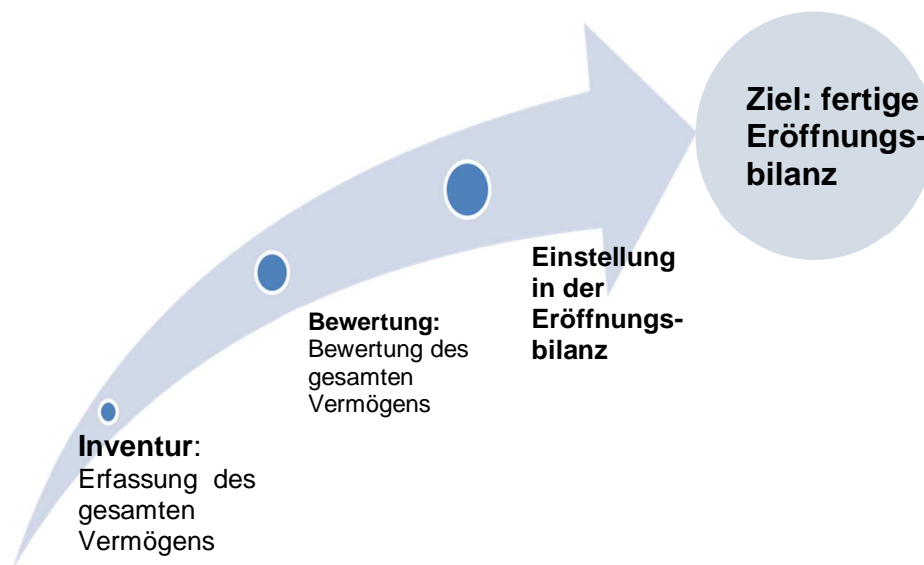 Ziel: fertige
Eröffnungs-
bilanz
Einstellung
in der
Eröffnungs-
bilanz
Bewertung:
Bewertung des
gesamten
Vermögens
Inventur:
Erfassung des
gesamten
Vermögens